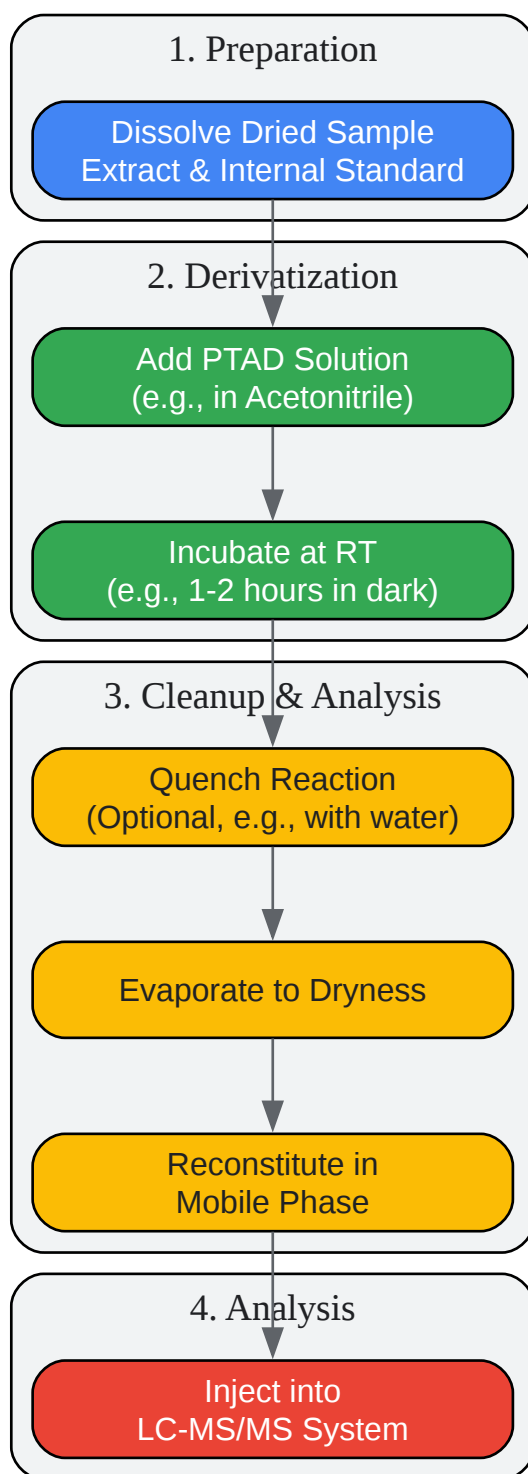 1. Preparation
Dissolve Dried Sample
Extract & Internal Standard
2. Derivatization
Add PTAD Solution
(e.g., in Acetonitrile)
Incubate at RT
(e.g., 1-2 hours in dark)
3. Cleanup & Analysis
Quench Reaction
(Optional, e.g., with water)
Evaporate to Dryness
Reconstitute in
Mobile Phase
4. Analysis
Inject into
LC-MS/MS System